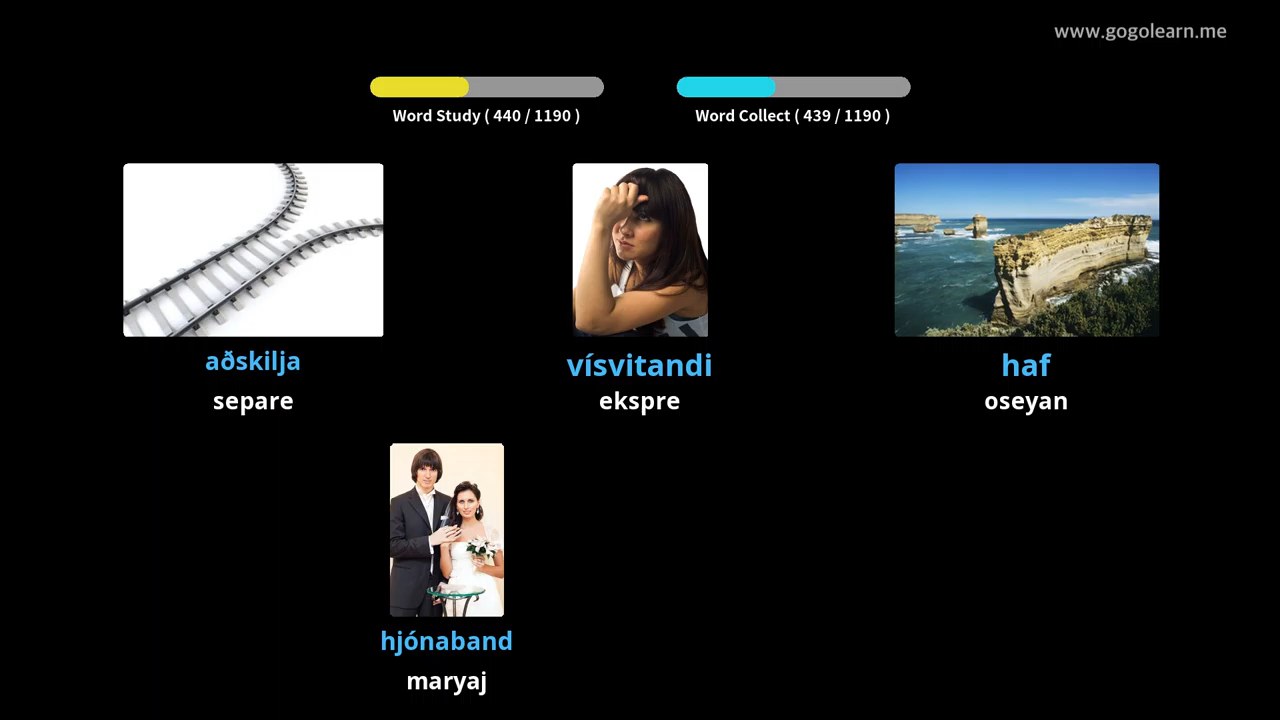 www.gogolearn.me
Word Study ( 440 / 1190 )
Word Collect ( 439 / 1190 )
aðskilja
separe
vísvitandi
ekspre
haf
oseyan
hjónaband
maryaj